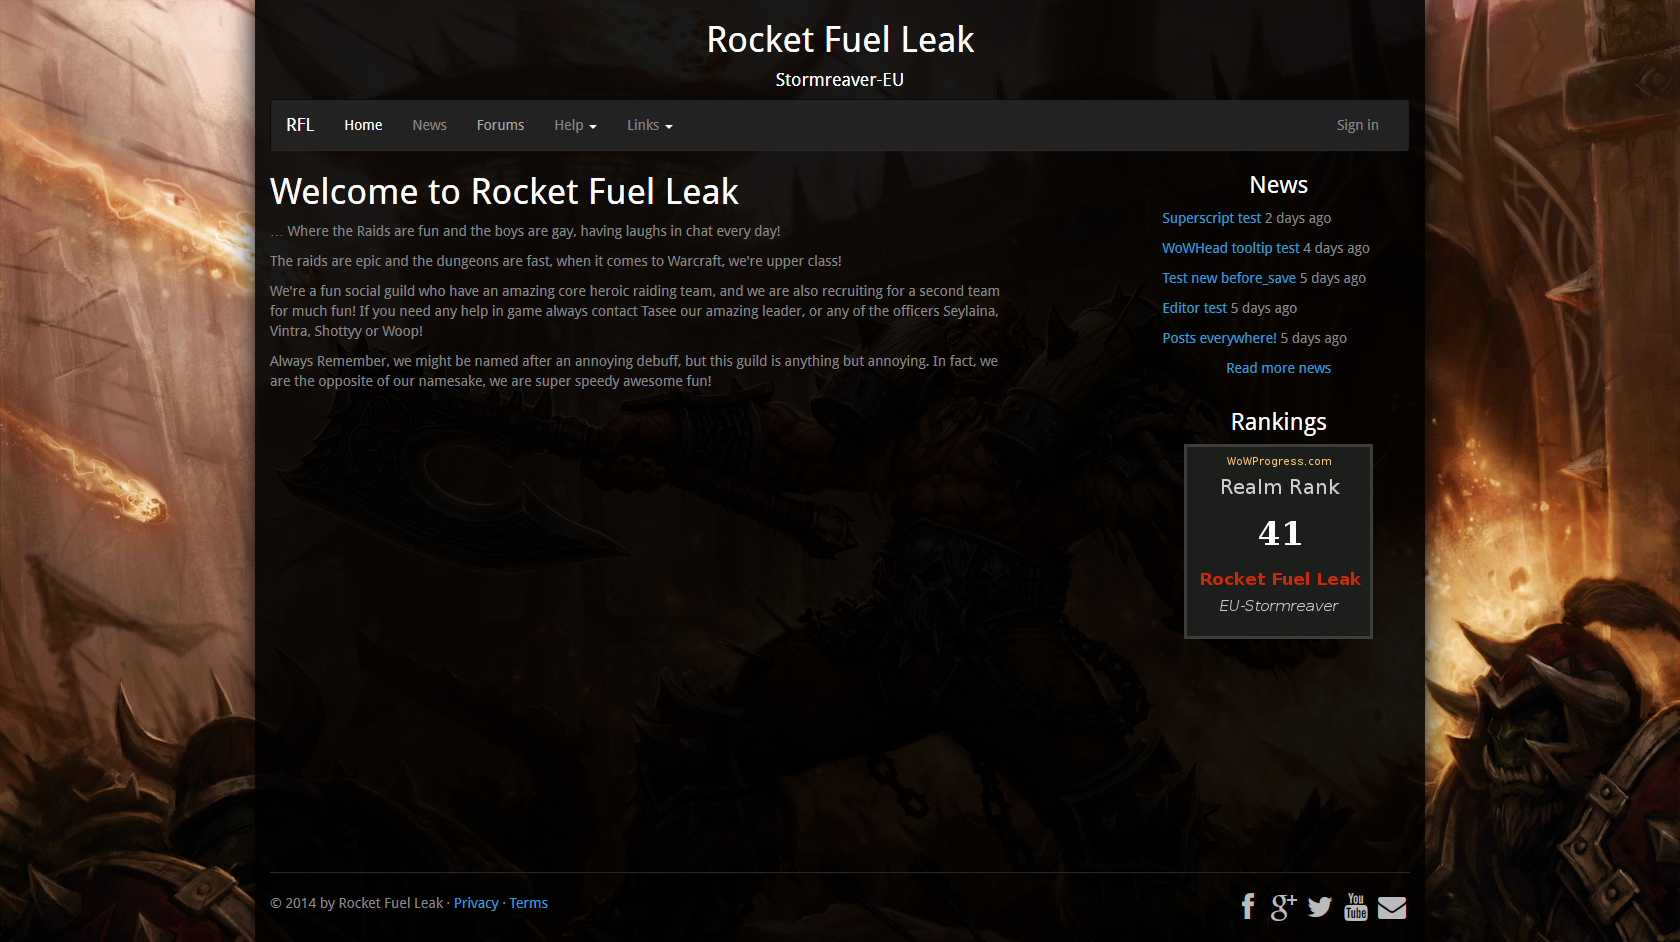 Rocket Fuel Leak
Stormreaver-EU
RFL Home News Forums Help Links Sign in
Welcome to Rocket Fuel Leak
... Where the Raids are fun and the boys are gay, having laughs in chat every day!
The raids are epic and the dungeons are fast, when it comes to Warcraft, we're upper class!
We're a fun social guild who have an amazing core heroic raiding team, and we are also recruiting for a second team
for much fun! If you need any help in game always contact Tasee our amazing leader, or any of the officers Seylaina,
Vintra, Shottyy or Woop!
Always Remember, we might be named after an annoying debuff, but this guild is anything but annoying. In fact, we
are the opposite of our namesake, we are super speedy awesome fun!
News
Superscript test 2 days ago
WoWHead tooltip test 4 days ago
Test new before_save 5 days ago
Editor test 5 days ago
Posts everywhere! 5 days ago
Read more news
Rankings
WoWProgress.com
Realm Rank
41
Rocket Fuel Leak
EU-Stormreaver
© 2014 by Rocket Fuel Leak · Privacy · Terms
f g+ You Tube